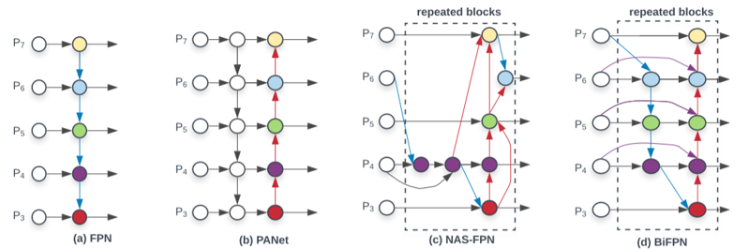 repeated blocks
repeated blocks
P7
P6
P5
P4
P3
(a) FPN
P7
P6
P5
P4
P3
(b) PANet
P7
P6
P5
P4
P3
(c) NAS-FPN
P7
P6
P5
P4
P3
(d) BiFPN